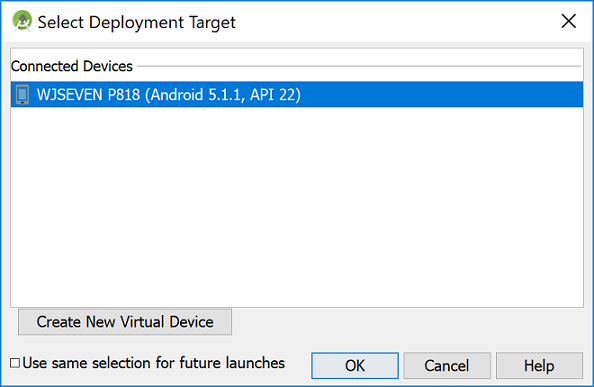 Select Deployment Target
Connected Devices
WJSEVEN P818 (Android 5.1.1, API 22)
Create New Virtual Device
Use same selection for future launches
OK Cancel Help